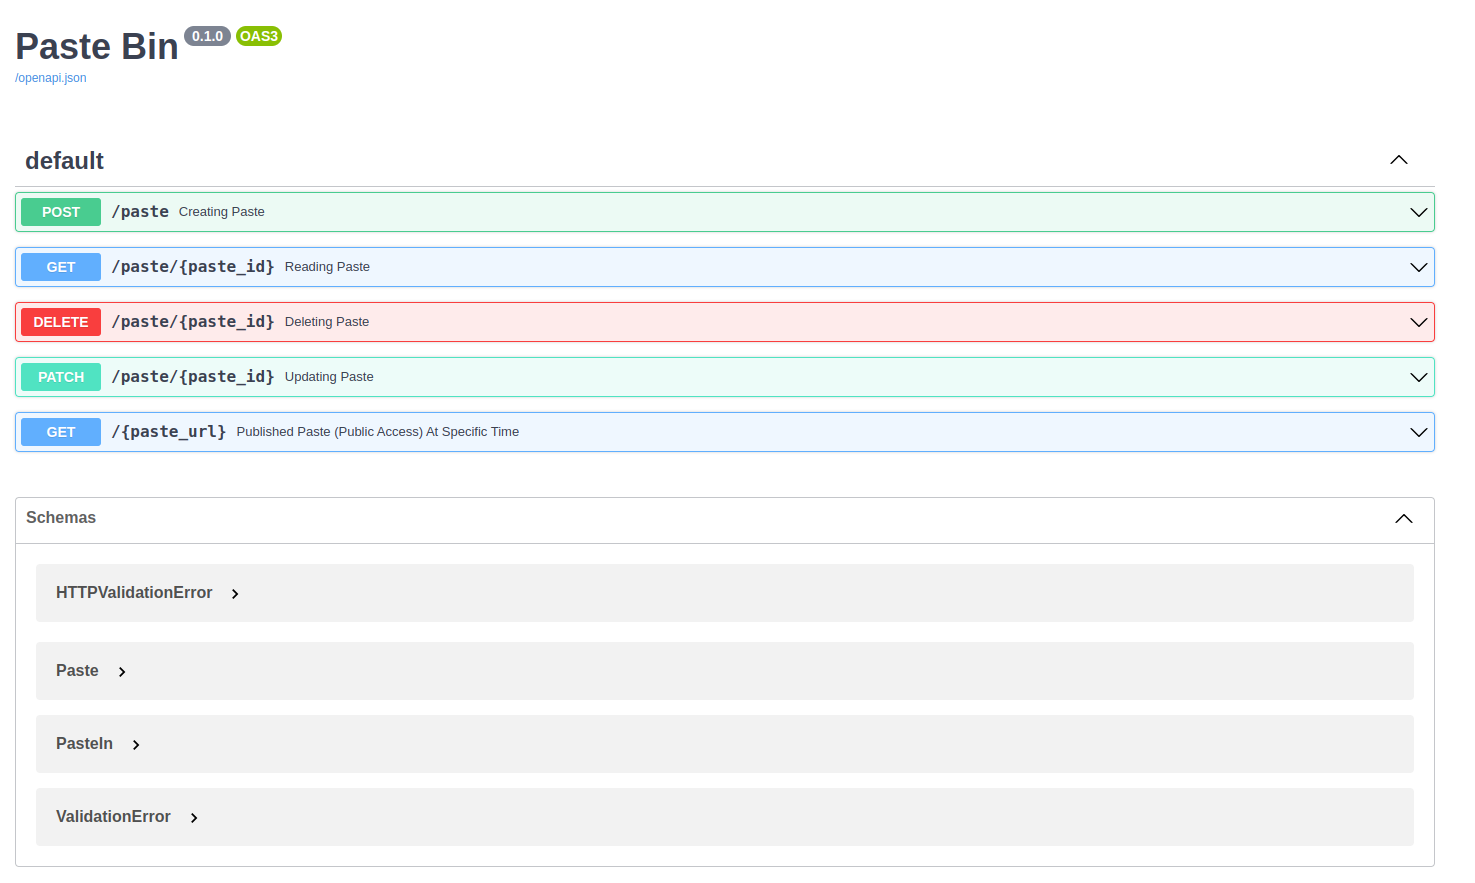 Paste Bin 0.1.0 OAS3
/openapi.json
default
POST /paste Creating Paste
GET /paste/{paste_id} Reading Paste
DELETE /paste/{paste_id} Deleting Paste
PATCH /paste/{paste_id} Updating Paste
GET /{paste_url} Published Paste (Public Access) At Specific Time
Schemas
HTTPValidationError
Paste
PasteIn
ValidationError